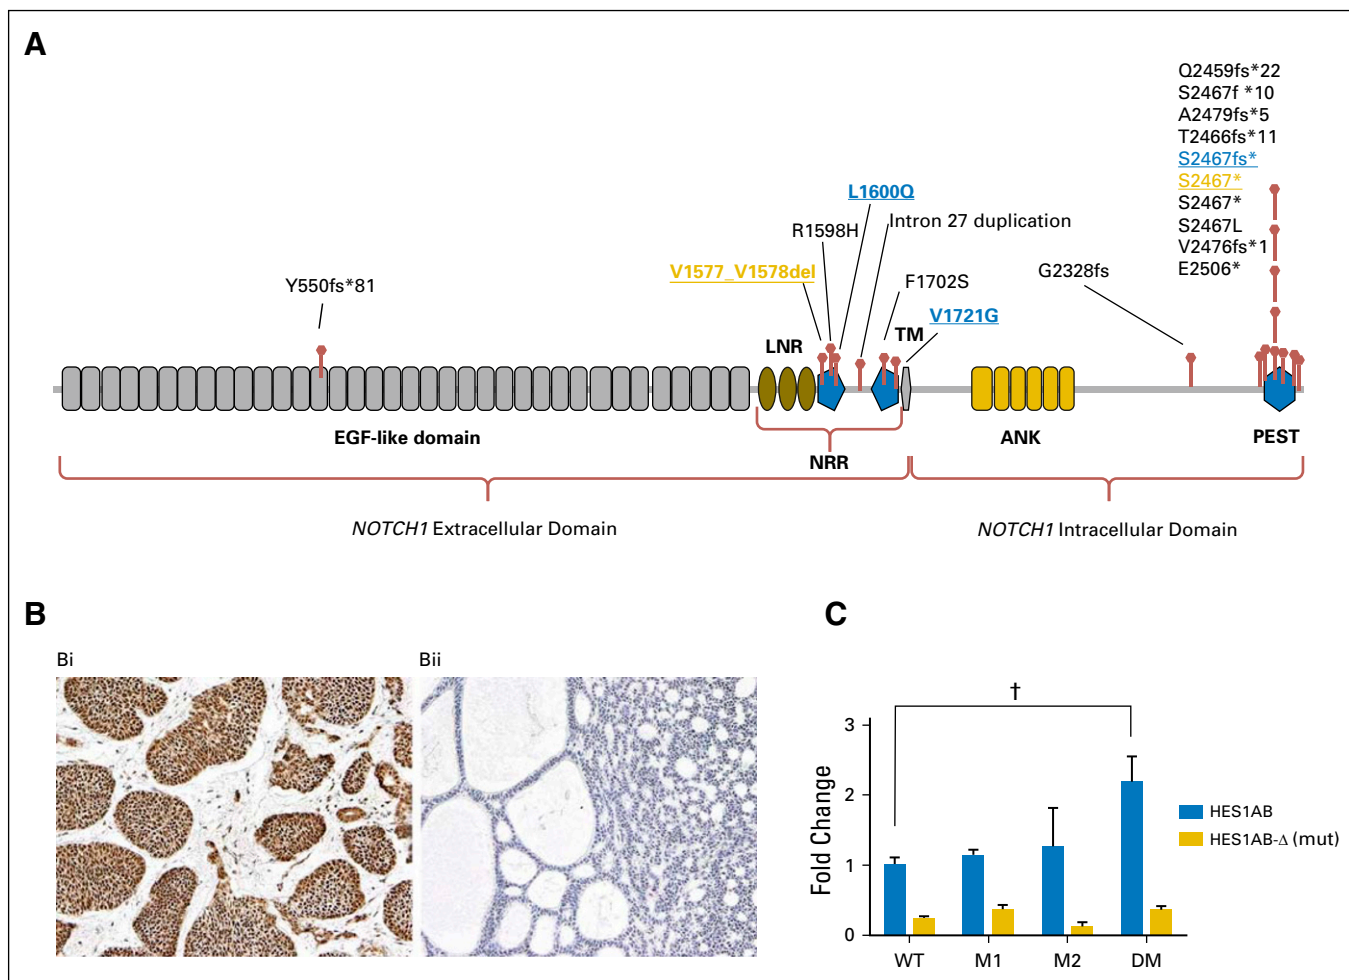 A
Q2459fs*22
S2467f *10
A2479fs*5
T2466fs*11
S2467fs*
S2467*
S2467*
S2467L
V2476fs*1
E2506*
L1600Q
R1598H
Intron 27 duplication
V1577_V1578del
G2328fs
Y550fs*81
F1702S
V1721G
LNR
TM
EGF-like domain
ANK
PEST
NRR
NOTCH1 Extracellular Domain
NOTCH1 Intracellular Domain
B
Bi
Bii
C
†
3
2
1
0
Fold Change
HES1AB
HES1AB-Δ (mut)
WT
M1
M2
DM